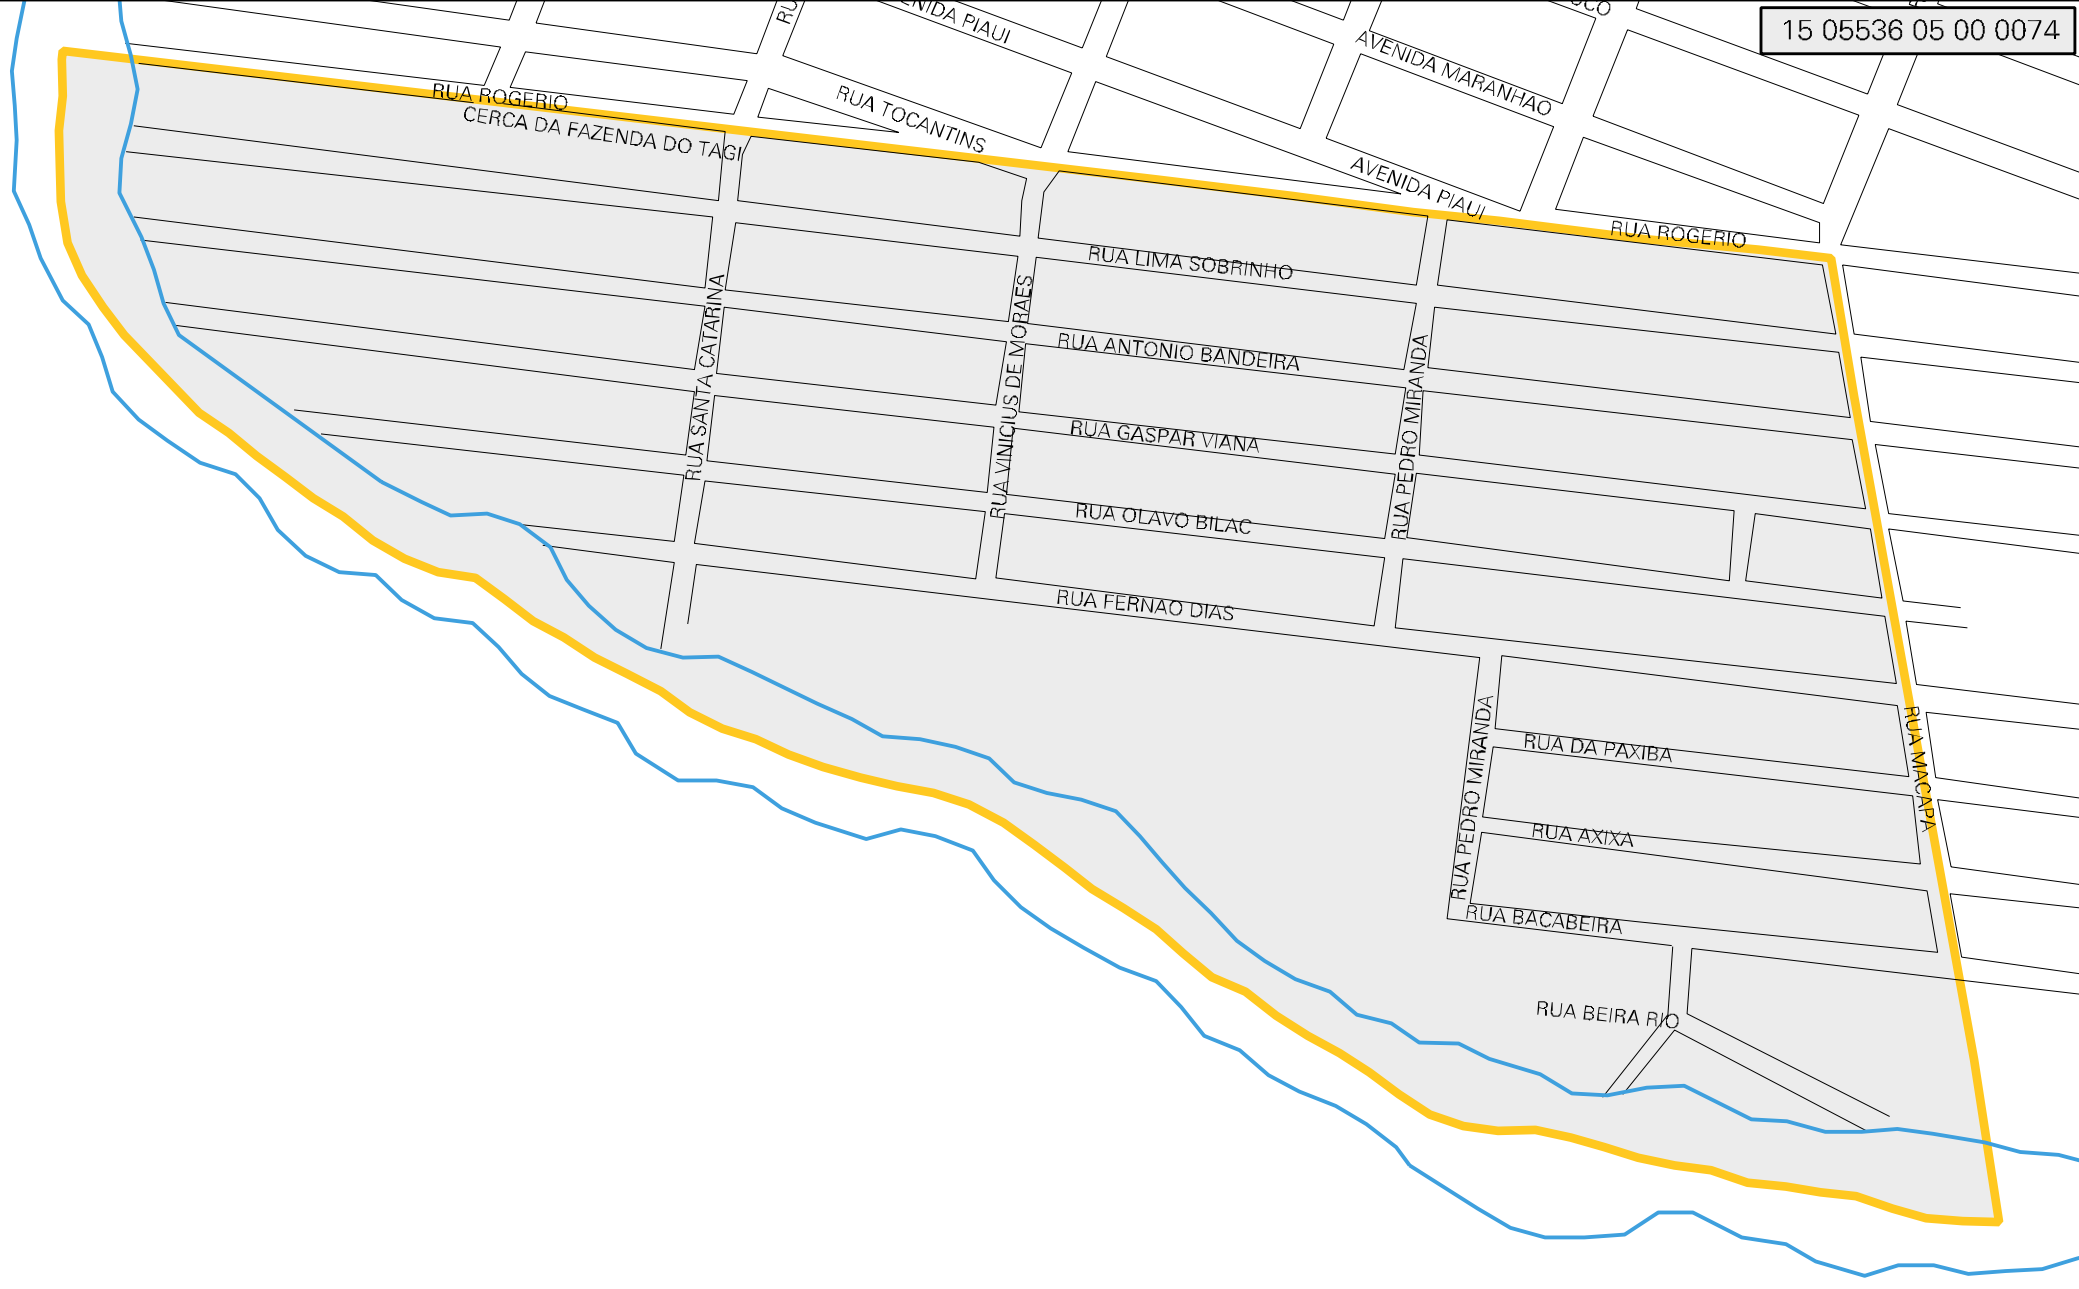 15 05536 05 00 0074
RU
ENIDA PIAUI
UCO
AVENIDA MARANHAO
RUA ROGERIO
CERCA DA FAZENDA DO TAGI
RUA TOCANTINS
AVENIDA PIAUI
RUA ROGERIO
RUA LIMA SOBRINHO
RUA SANTA CATARINA
RUA VINICIUS DE MORAES
RUA ANTONIO BANDEIRA
RUA PEDRO MIRANDA
RUA GASPAR VIANA
RUA OLAVO BILAC
RUA FERNAO DIAS
RUA PEDRO MIRANDA
RUA DA PAXIBA
RUA MACAPA
RUA AXIXA
RUA BACABEIRA
RUA BEIRA RIO